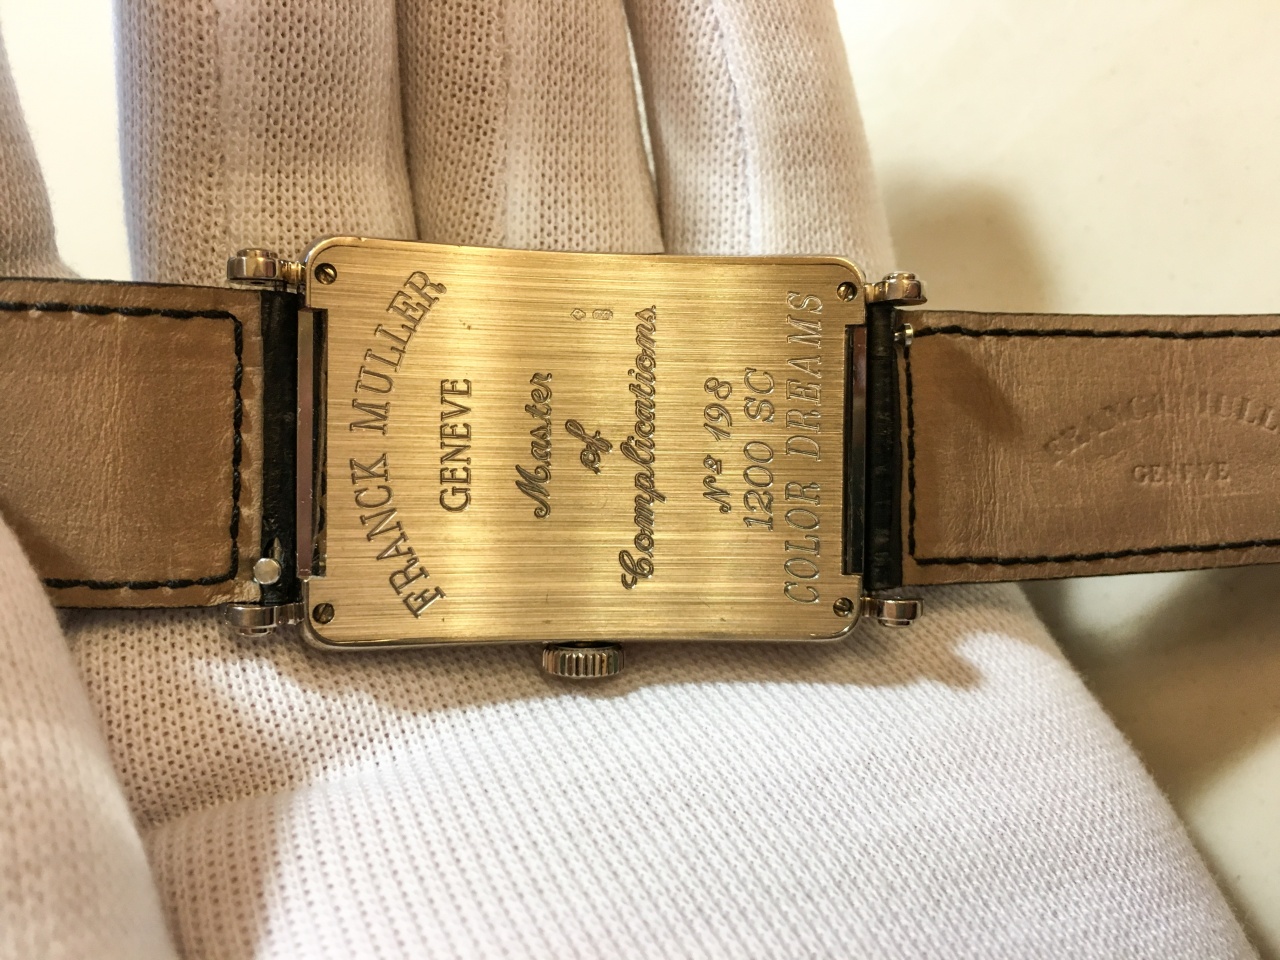 FRANCK MULLER
GENEVE
Master
of
Complications
Nº 198
1200 SC
COLOR DREAMS
GENEVE